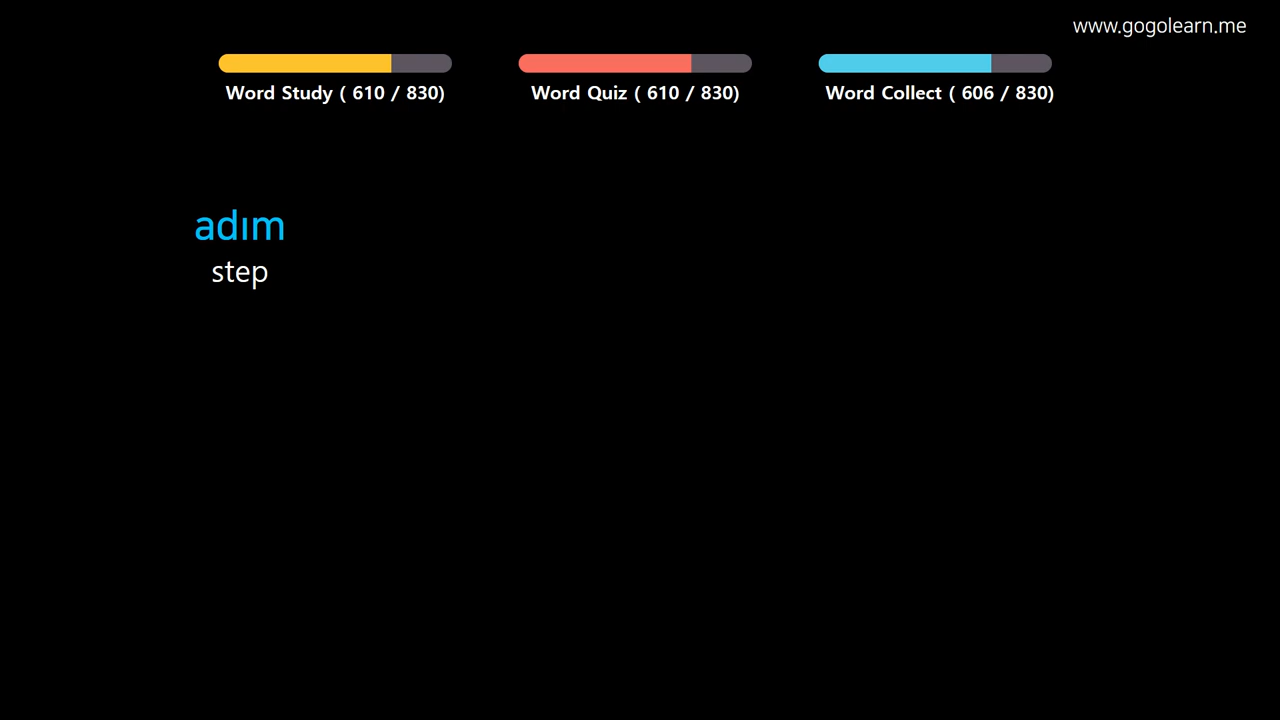 www.gogolearn.me
Word Study ( 610 / 830)
Word Quiz ( 610 / 830)
Word Collect ( 606 / 830)
adım
step